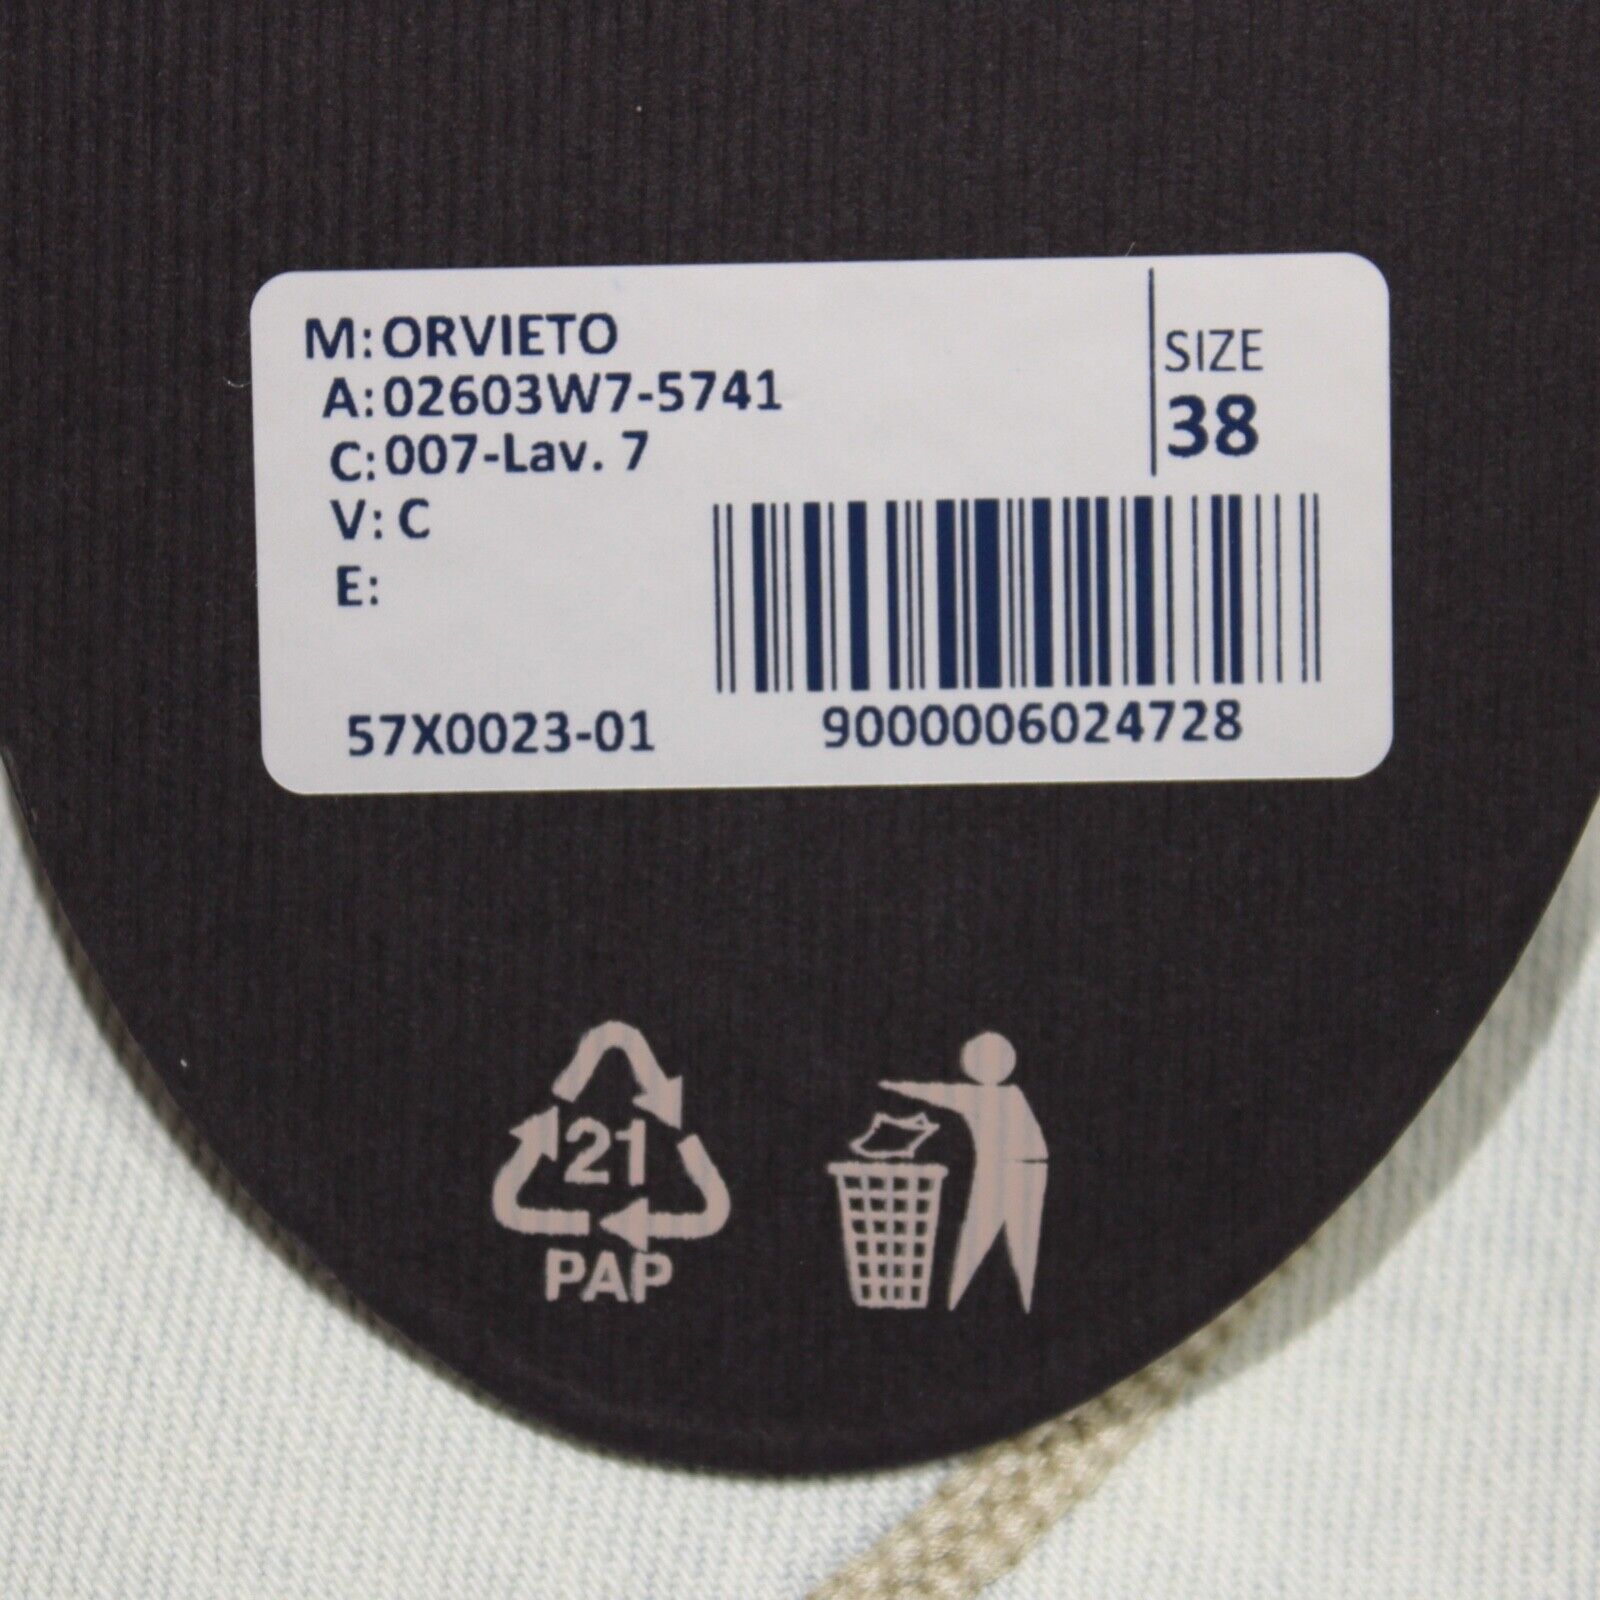 M: ORVIETO
A: 02603W7-5741
C: 007-Lav. 7
V: C
E:
SIZE
38
57X0023-01
9000006024728
21
PAP